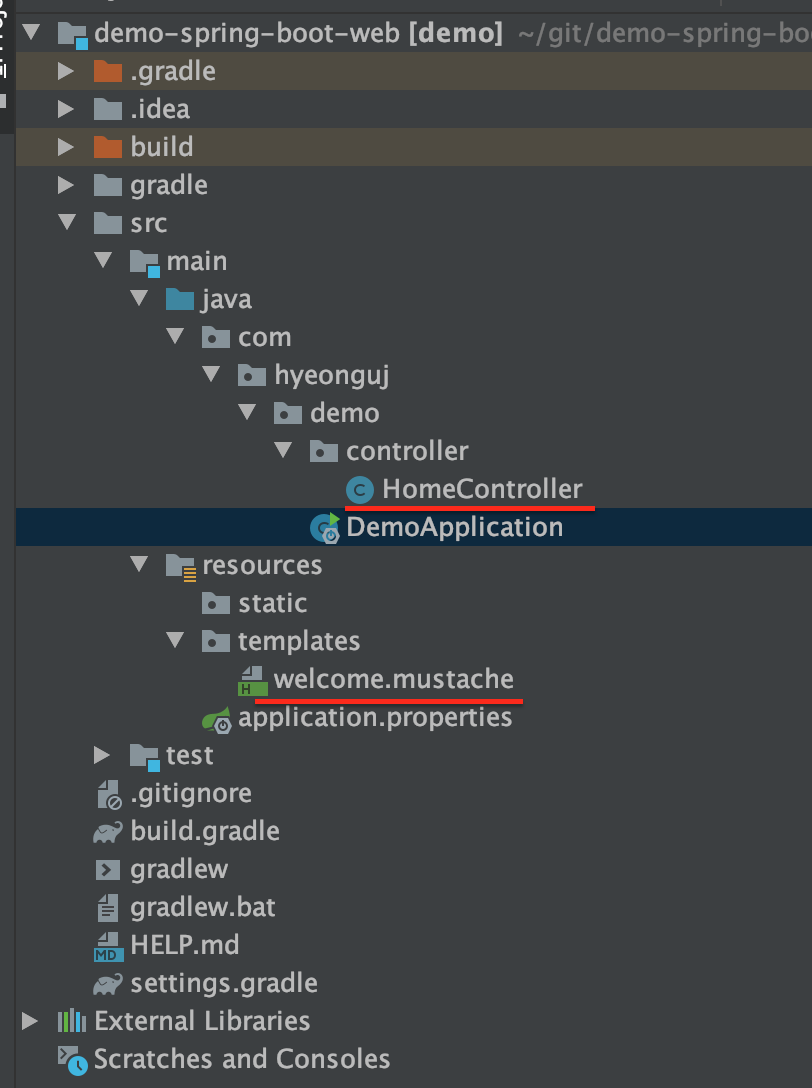 demo-spring-boot-web [demo] ~/git/demo-spring-boo
.gradle
.idea
build
gradle
src
main
java
com
hyeonguj
demo
controller
C HomeController
DemoApplication
resources
static
templates
H welcome.mustache
application.properties
test
.gitignore
build.gradle
gradlew
gradlew.bat
MD HELP.md
settings.gradle
External Libraries
Scratches and Consoles